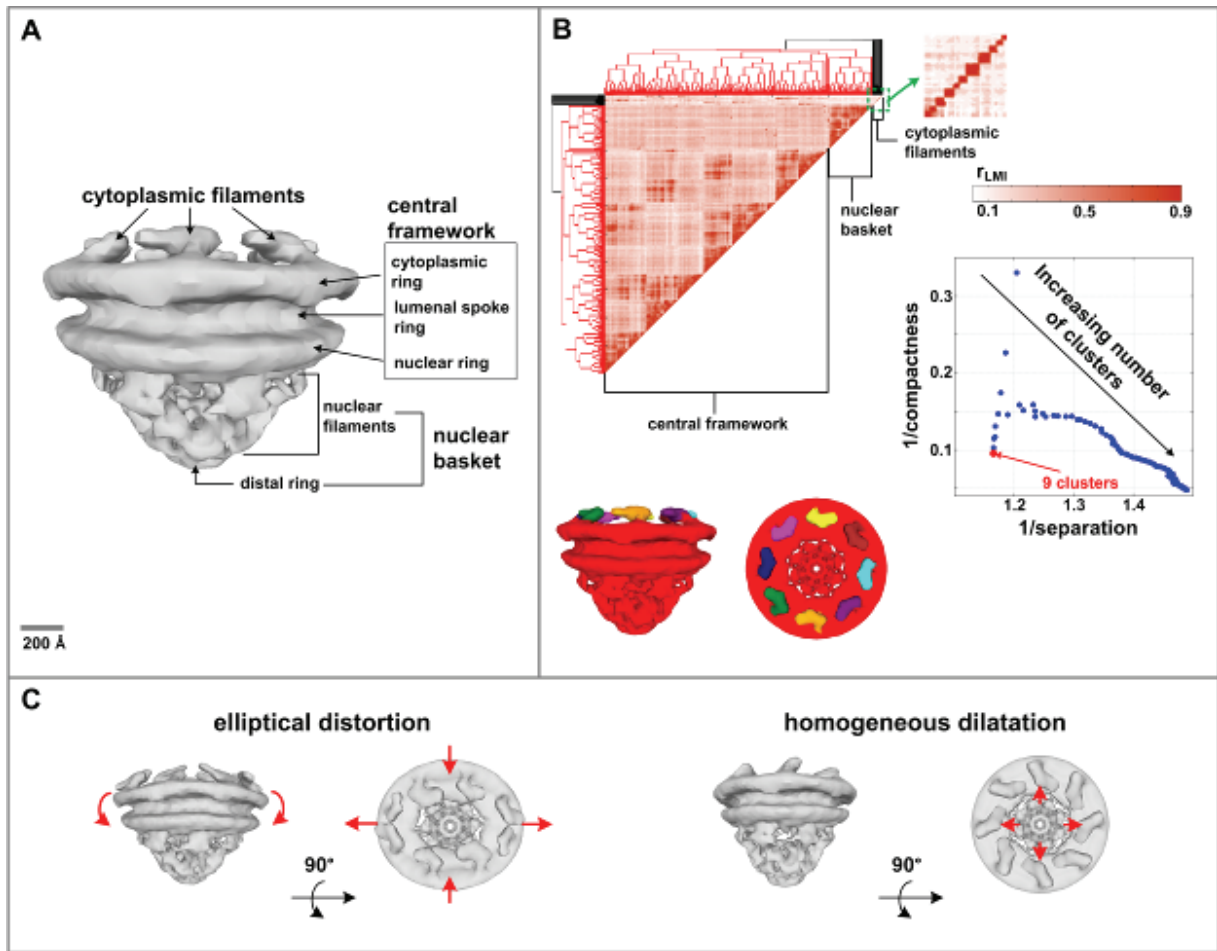 A
cytoplasmic filaments
central
framework
cytoplasmic
ring
lumenal spoke
ring
nuclear ring
nuclear
filaments
nuclear
basket
distal ring
200 Å
B
cytoplasmic
filaments
nuclear
basket
central framework
rLMI
0.1 0.5 0.9
1/compactness
0.3
0.2
0.1
Increasing number
of clusters
9 clusters
1.2 1.3 1.4
1/separation
C
elliptical distortion
90°
homogeneous dilatation
90°